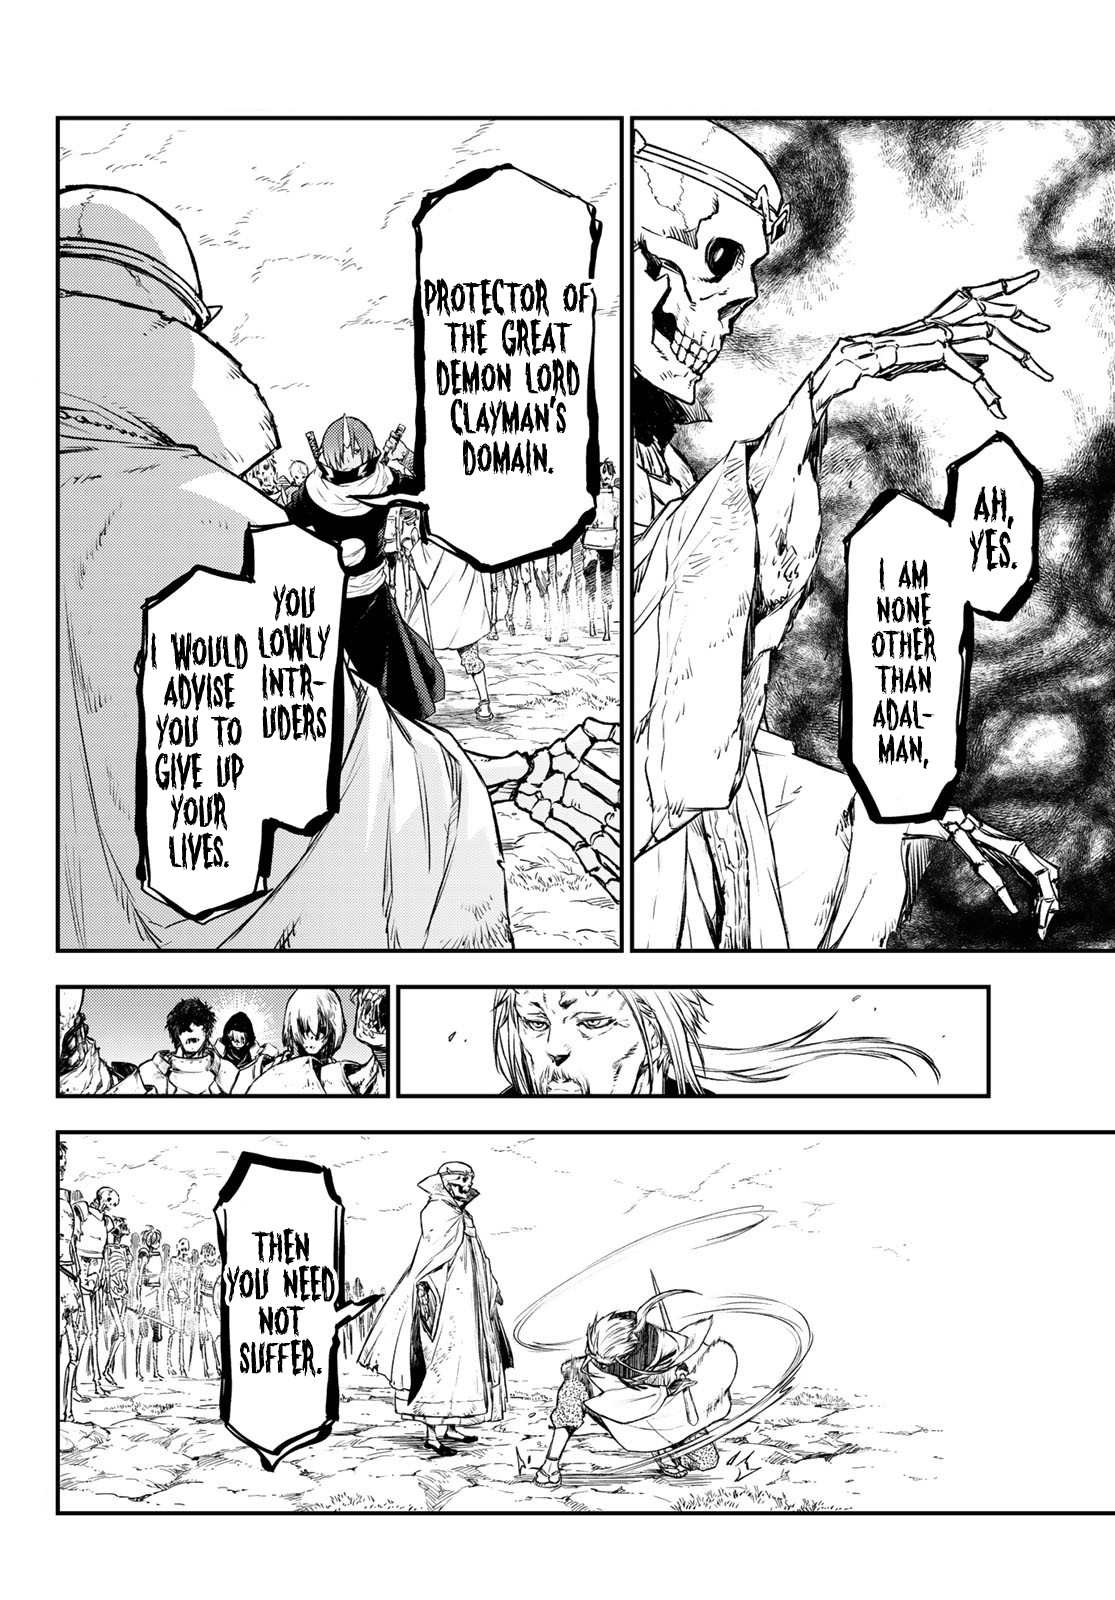 AH,
YES.
I AM
NONE
OTHER
THAN
ADAL-
MAN,
PROTECTOR OF
THE GREAT
DEMON LORD
CLAYMAN'S
DOMAIN.
YOU
LOWLY
INTR-
UDERS
I WOULD
ADVISE
YOU TO
GIVE UP
YOUR
LIVES.
THEN
YOU NEED
NOT
SUFFER.